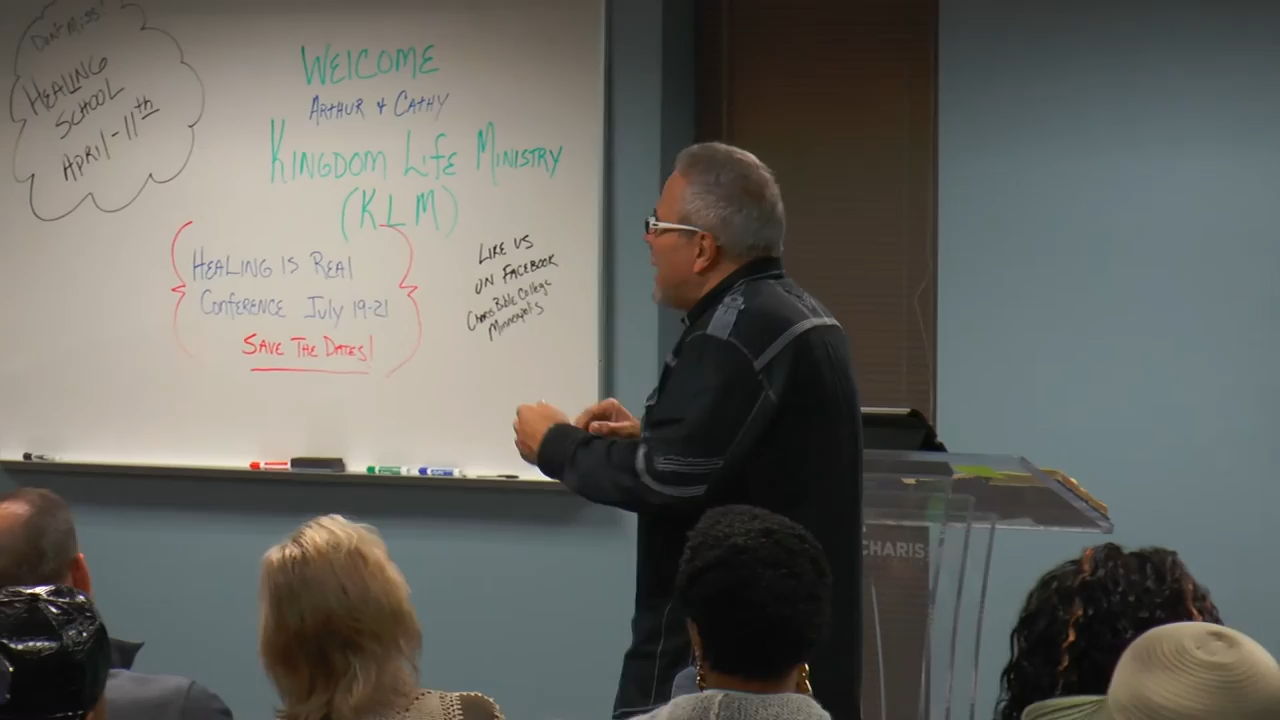 Don't Miss!
HEALING
SCHOOL
APRIL-11th
WELCOME
ARTHUR & CATHY
KINGDOM LIFE MINISTRY
(KLM)
HEALING IS REAL
CONFERENCE JULY 19-21
SAVE THE DATES!
LIKE US
ON FACEBOOK
Charis Bible College
Minneapolis
CHARIS